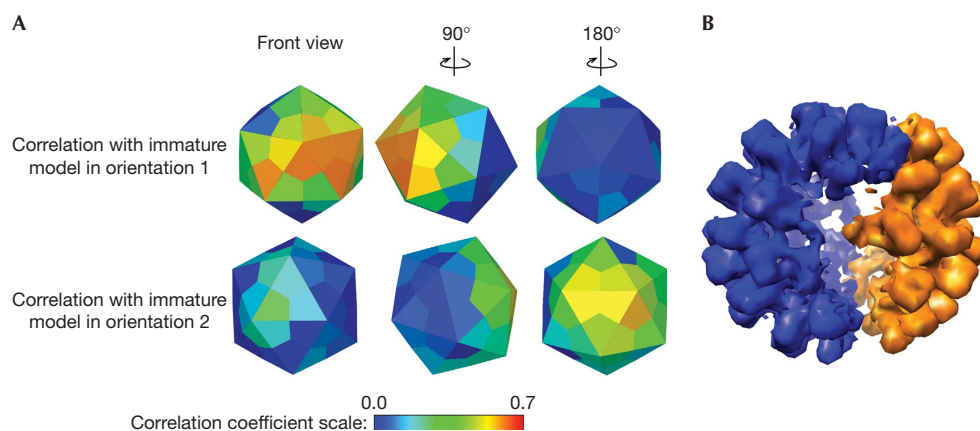 A
B
Front view
90°
180°
Correlation with immature
model in orientation 1
Correlation with immature
model in orientation 2
0.0
0.7
Correlation coefficient scale: